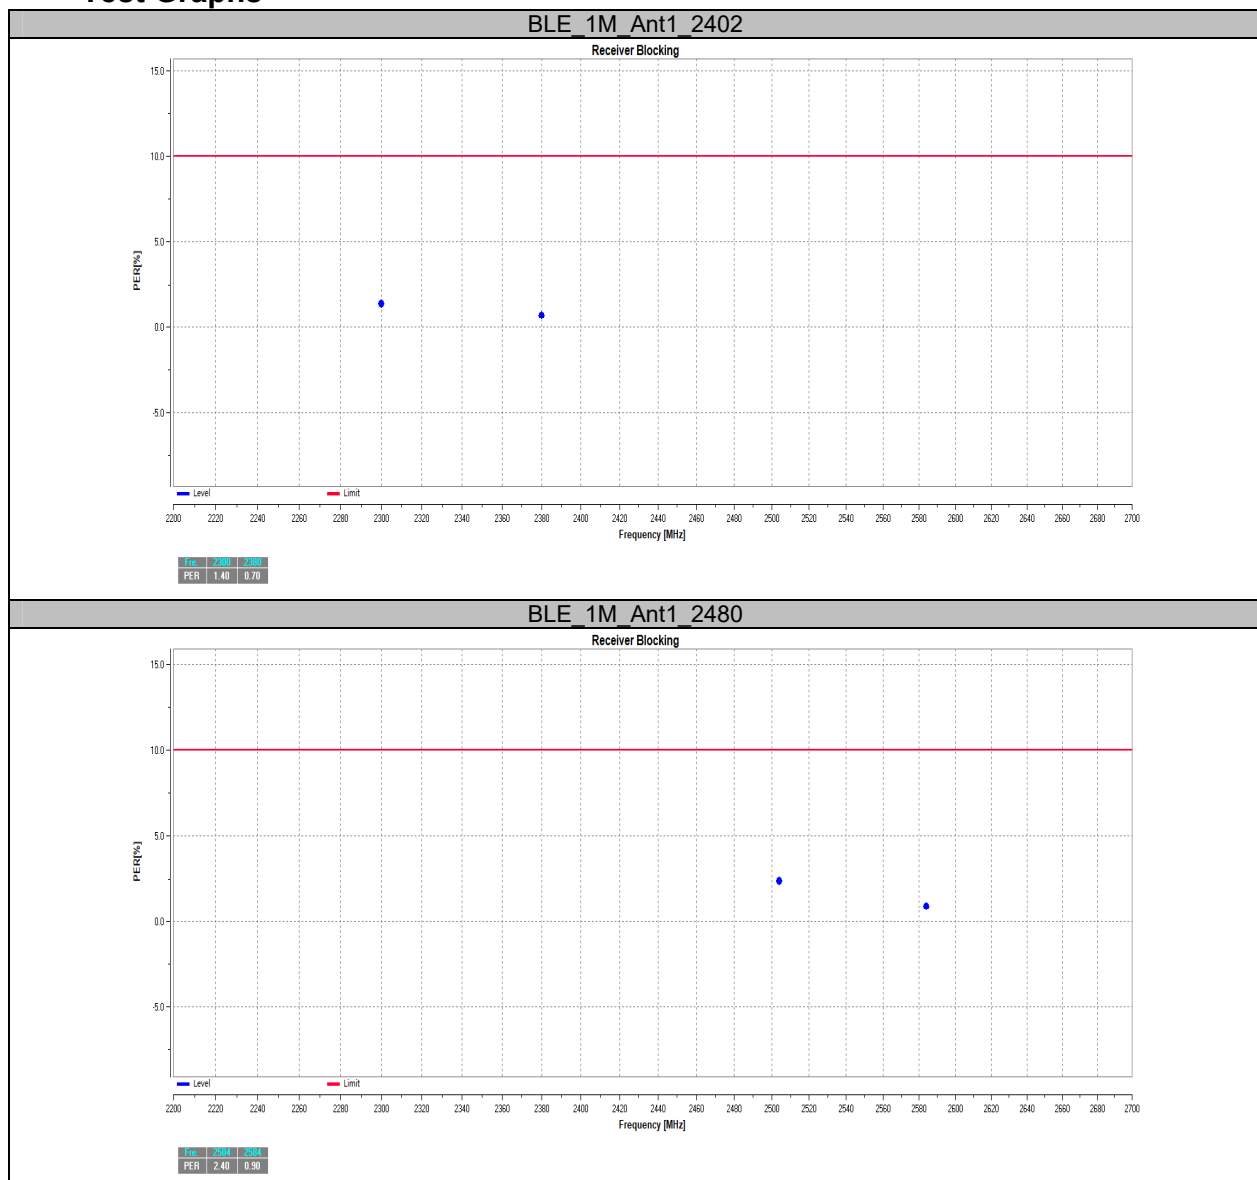 Test Graphs
BLE_1M_Ant1_2402
Receiver Blocking
15.0
10.0
5.0
0.0
-5.0
PER[%]
Level Limit
2200 2220 2240 2260 2280 2300 2320 2340 2360 2380 2400 2420 2440 2460 2480 2500 2520 2540 2560 2580 2600 2620 2640 2660 2680 2700
Frequency [MHz]
Fre 2300 2380
PER 1.40 0.70
BLE_1M_Ant1_2480
Receiver Blocking
15.0
10.0
5.0
0.0
-5.0
PER[%]
Level Limit
2200 2220 2240 2260 2280 2300 2320 2340 2360 2380 2400 2420 2440 2460 2480 2500 2520 2540 2560 2580 2600 2620 2640 2660 2680 2700
Frequency [MHz]
Fre 2504 2584
PER 2.40 0.90